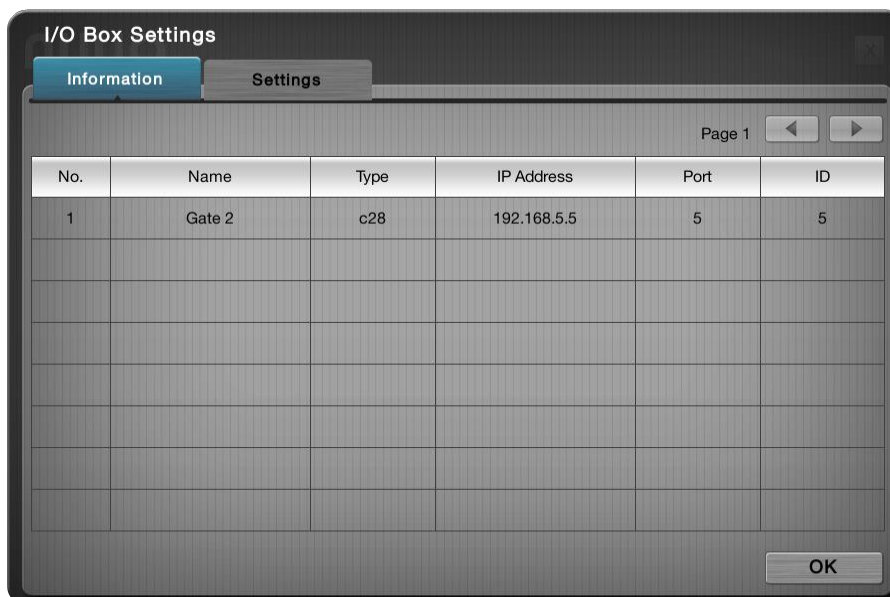 I/O Box Settings
Information Settings
Page 1
No. Name Type IP Address Port ID
1 Gate 2 c28 192.168.5.5 5 5
OK